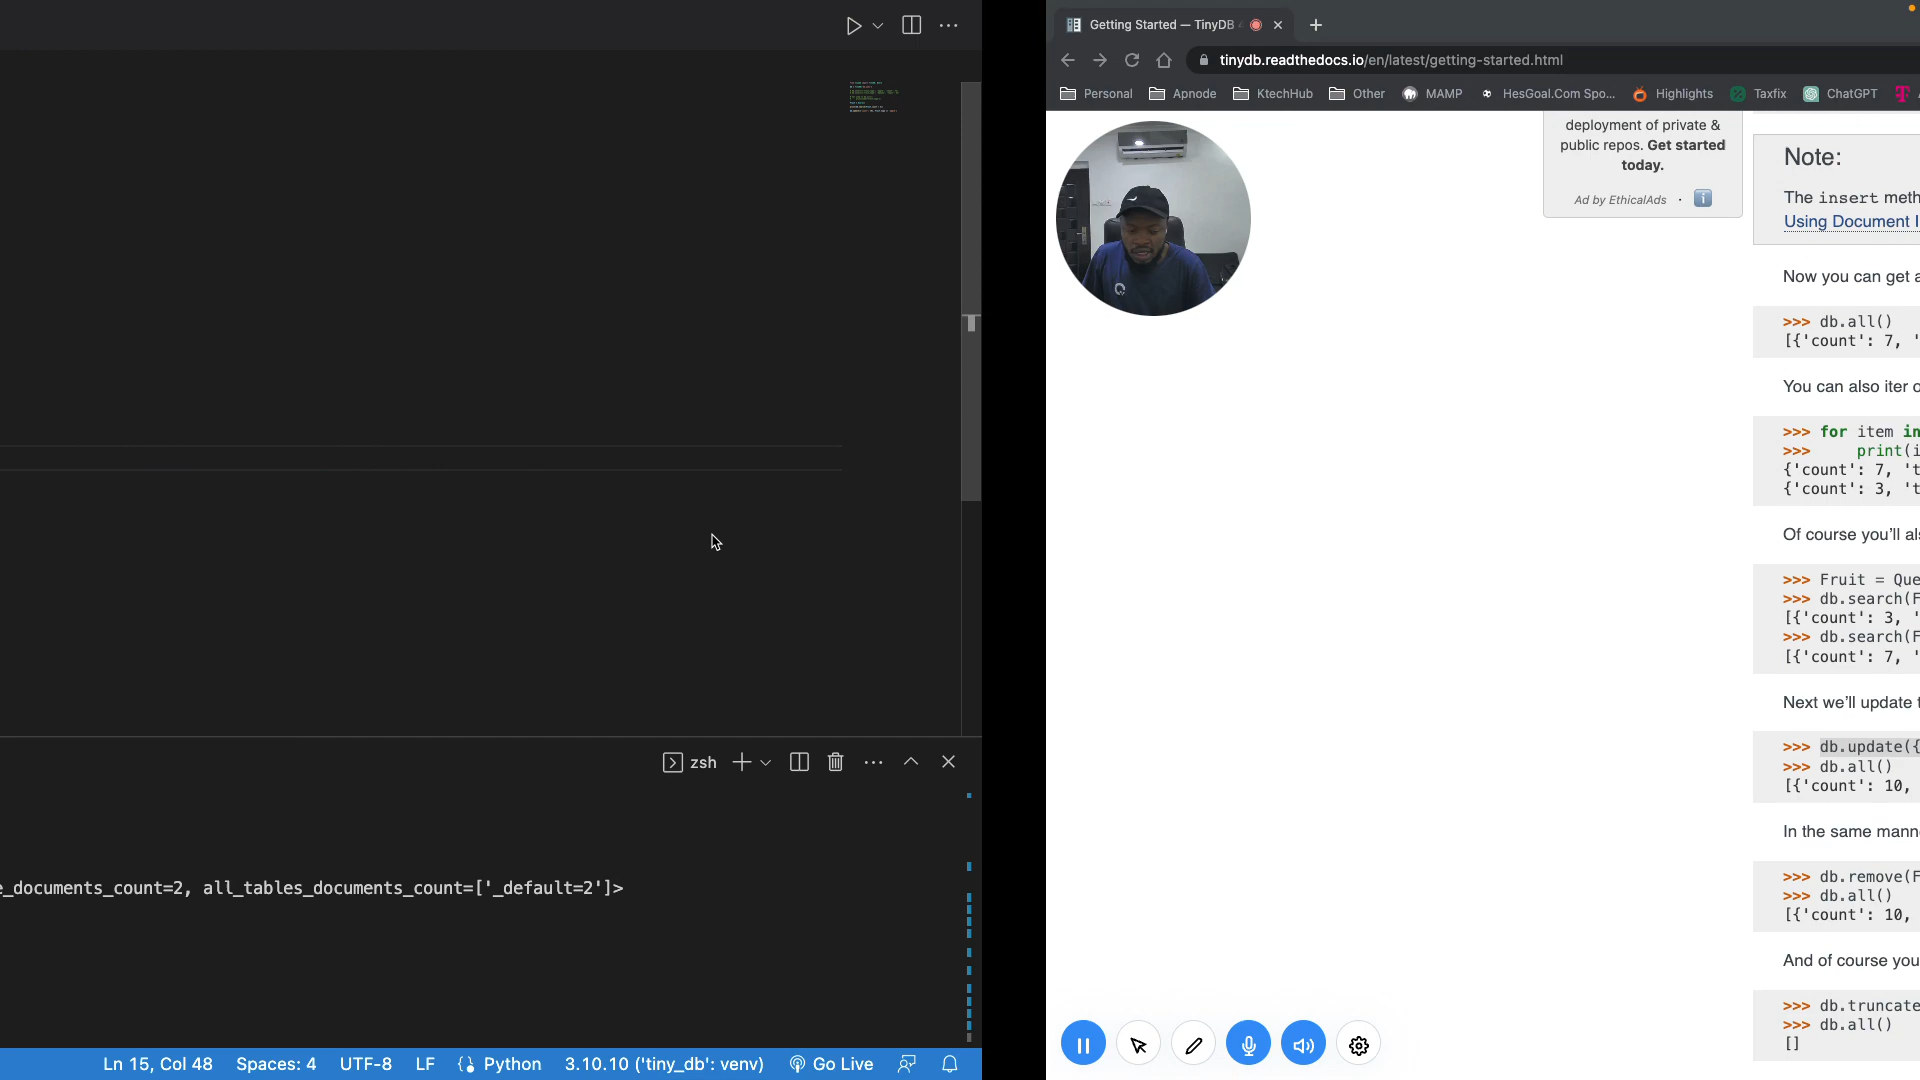 zsh
e_documents_count=2, all_tables_documents_count=['_default=2']>
Ln 15, Col 48 Spaces: 4 UTF-8 LF Python 3.10.10 ('tiny_db': venv) Go Live
Getting Started — TinyDB
tinydb.readthedocs.io/en/latest/getting-started.html
Personal Apnode KtechHub Other MAMP HesGoal.Com Spo... Highlights Taxfix ChatGPT
deployment of private &
public repos. Get started
today.
Ad by EthicalAds ·
Note:
The insert meth
Using Document I
Now you can get a
>>> db.all()
[{'count': 7, '
You can also iter o
>>> for item in
>>> print(i
{'count': 7, 't
{'count': 3, 't
Of course you'll als
>>> Fruit = Que
>>> db.search(F
[{'count': 3, '
>>> db.search(F
[{'count': 7, '
Next we'll update t
>>> db.update({
>>> db.all()
[{'count': 10,
In the same mann
>>> db.remove(F
>>> db.all()
[{'count': 10,
And of course you
>>> db.truncate
>>> db.all()
[]